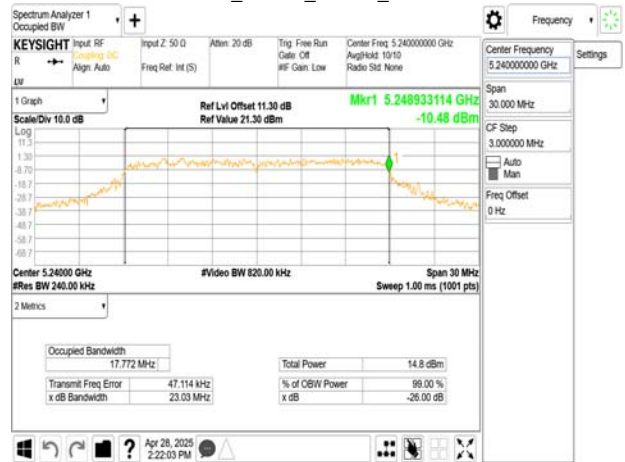 Spectrum Analyzer 1
Occupied BW
Frequency
KEYSIGHT
R
Input: RF
Coupling: DC
Align: Auto
Input Z: 50 Ω
Freq Ref: Int (S)
Atten: 20 dB
Trig: Free Run
Gate: Off
#IF Gain: Low
Center Freq: 5.240000000 GHz
Avg|Hold: 10/10
Radio Std: None
1 Graph
Scale/Div 10.0 dB
Ref Lvl Offset 11.30 dB
Ref Value 21.30 dBm
Mkr1 5.248933114 GHz
-10.48 dBm
Log
11.3
1.30
-8.70
-18.7
-28.7
-38.7
-48.7
-58.7
-68.7
1
Center 5.24000 GHz
#Res BW 240.00 kHz
#Video BW 820.00 kHz
Span 30 MHz
Sweep 1.00 ms (1001 pts)
2 Metrics
Occupied Bandwidth
17.772 MHz
Transmit Freq Error 47.114 kHz
x dB Bandwidth 23.03 MHz
Total Power 14.8 dBm
% of OBW Power 99.00 %
x dB -26.00 dB
Apr 28, 2025
2:22:03 PM
Center Frequency
5.240000000 GHz
Settings
Span
30.000 MHz
CF Step
3.000000 MHz
Auto
Man
Freq Offset
0 Hz